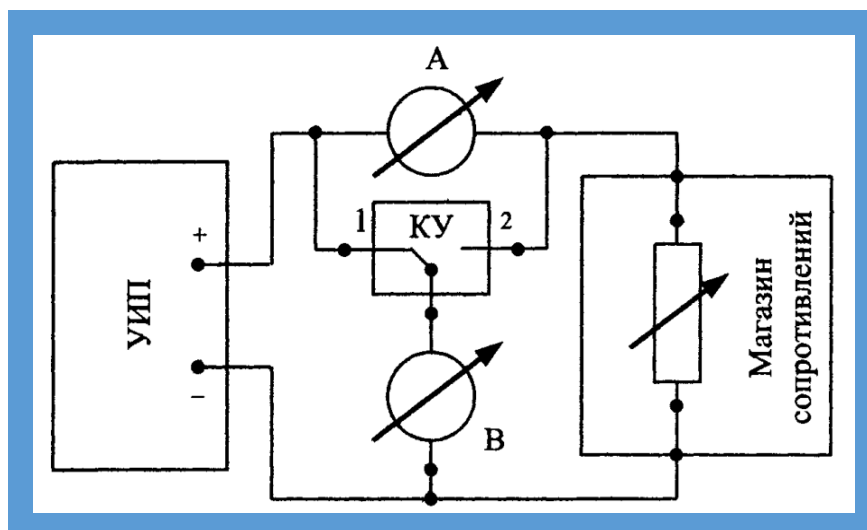 А
1 КУ 2
+
УИП
–
В
Магазин
сопротивлений